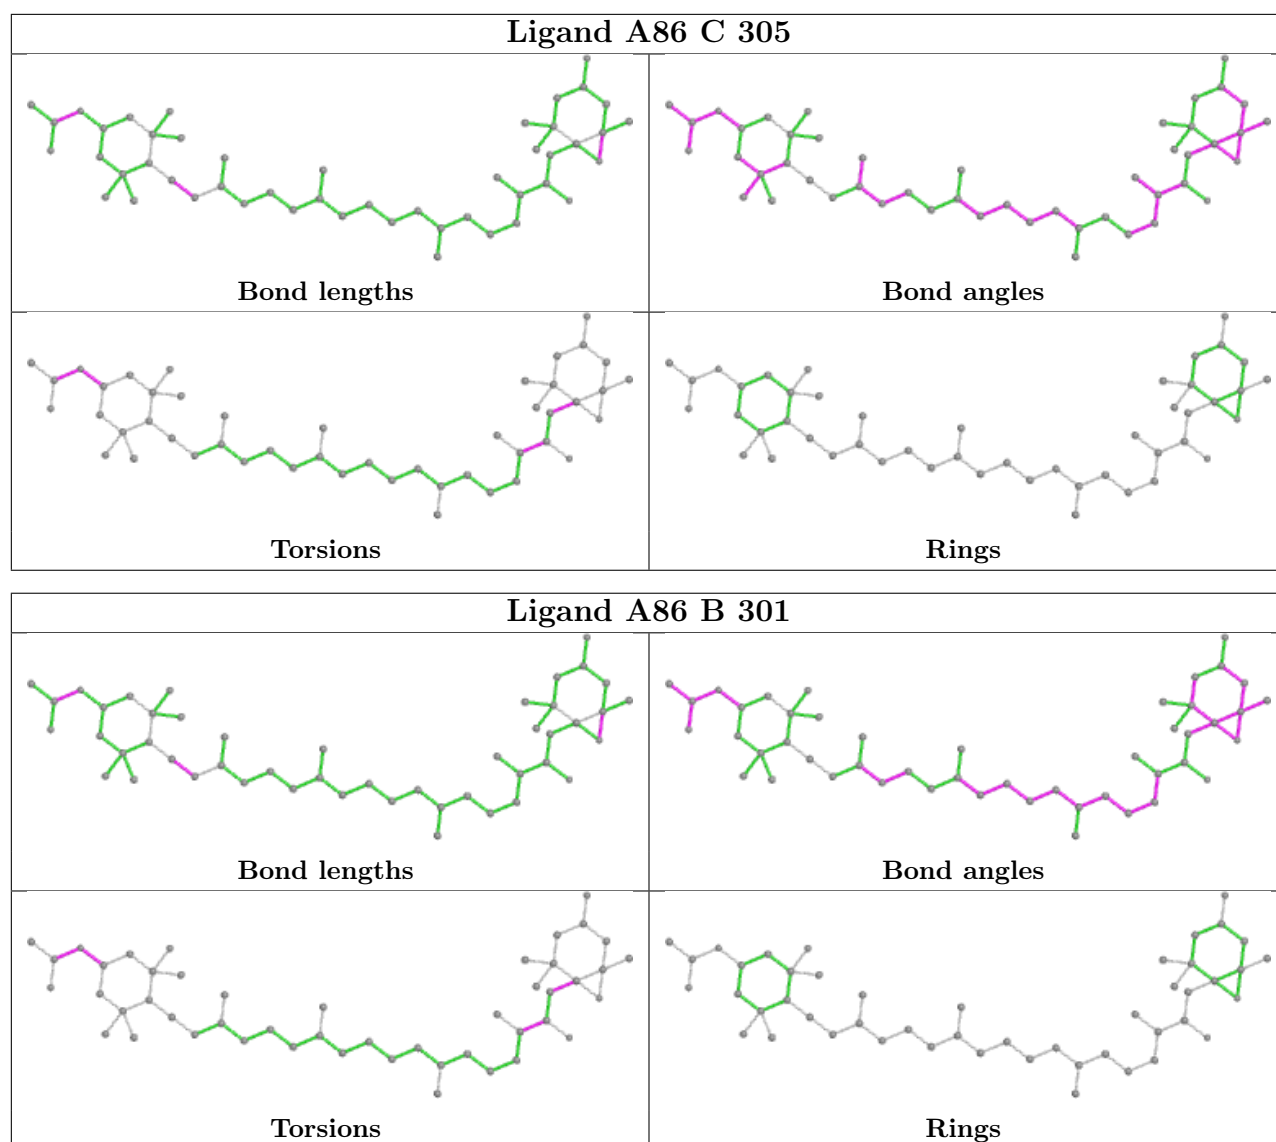 Ligand A86 C 305
Bond lengths
Bond angles
Torsions
Rings
Ligand A86 B 301
Bond lengths
Bond angles
Torsions
Rings